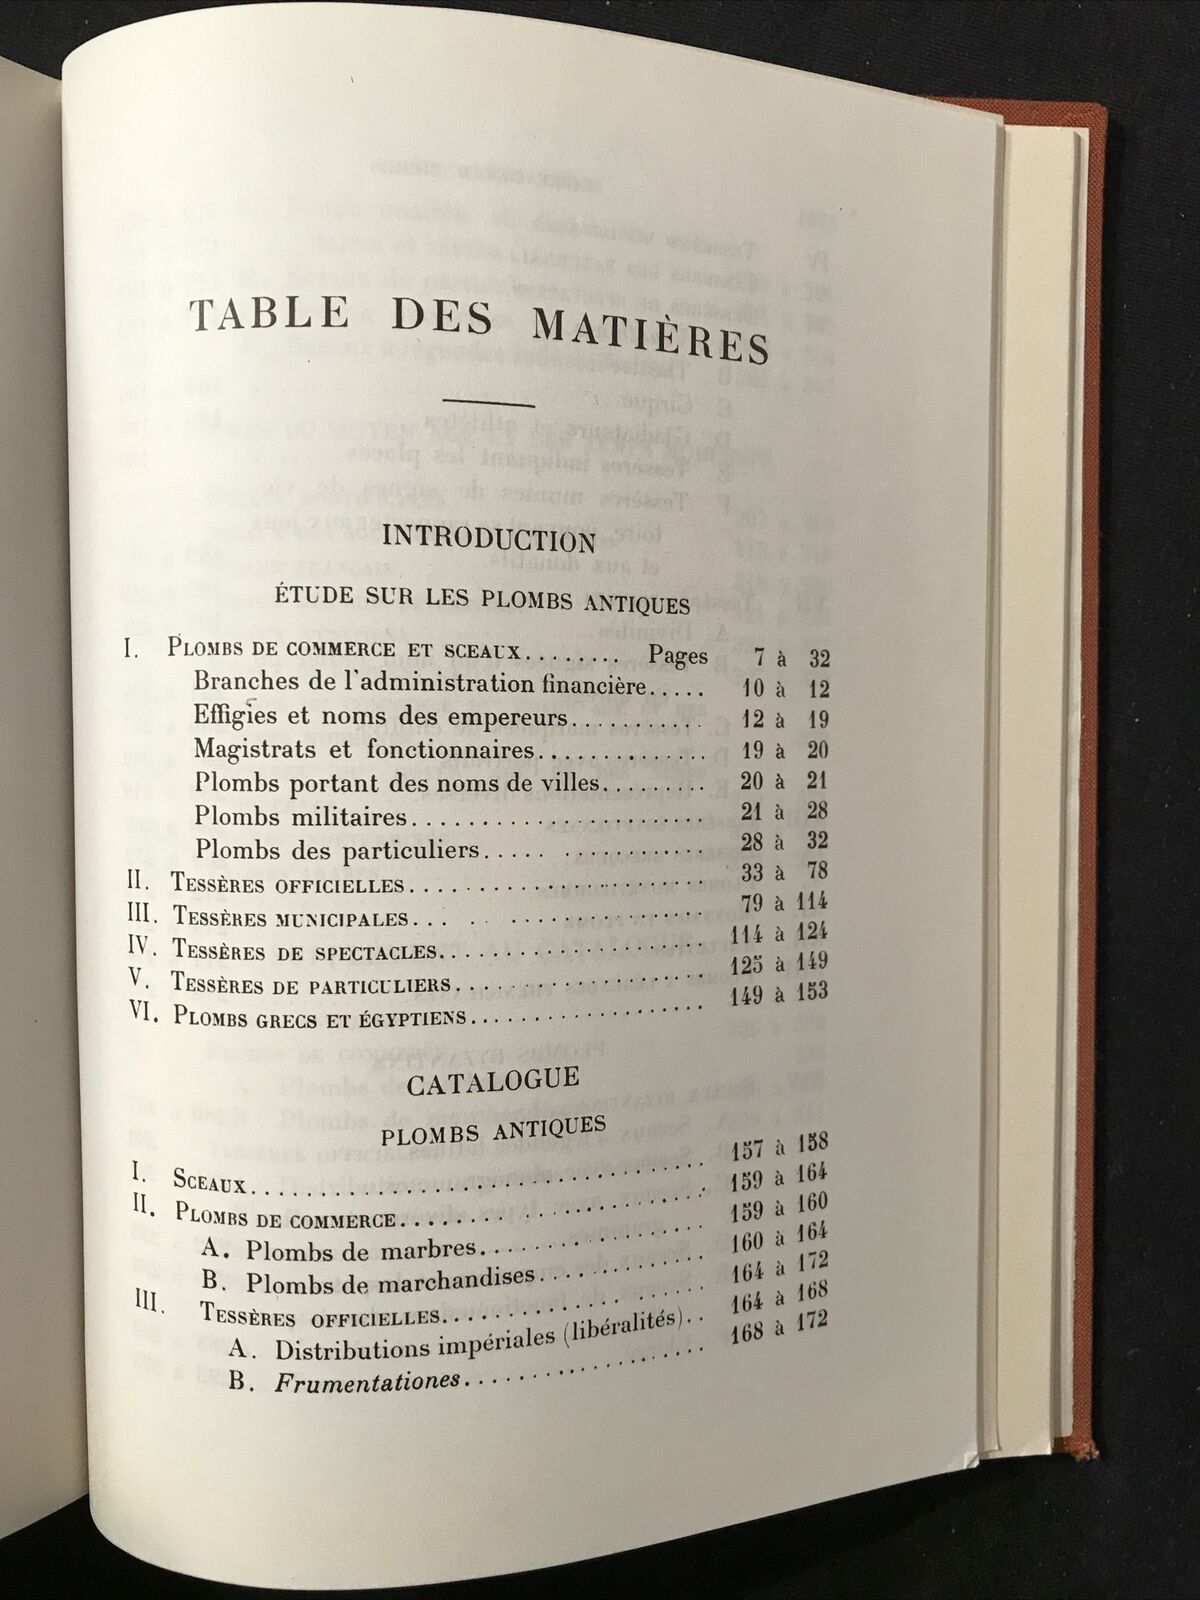 TABLE DES MATIÈRES
INTRODUCTION
ÉTUDE SUR LES PLOMBS ANTIQUES
I. PLOMBS DE COMMERCE ET SCEAUX........ Pages 7 à 32
Branches de l'administration financière..... 10 à 12
Effigies et noms des empereurs............ 12 à 19
Magistrats et fonctionnaires.............. 19 à 20
Plombs portant des noms de villes......... 20 à 21
Plombs militaires........................ 21 à 28
Plombs des particuliers..... ............ 28 à 32
II. TESSÈRES OFFICIELLES......................... 33 à 78
III. TESSÈRES MUNICIPALES... . ................ 79 à 114
IV. TESSÈRES DE SPECTACLES...................... 114 à 124
V. TESSÈRES DE PARTICULIERS..................... 125 à 149
VI. PLOMBS GRECS ET ÉGYPTIENS.................... 149 à 153
CATALOGUE
PLOMBS ANTIQUES
I. SCEAUX..................................... 157 à 158
II. PLOMBS DE COMMERCE......................... 159 à 164
A. Plombs de marbres.................... 159 à 160
B. Plombs de marchandises............... 160 à 164
III. TESSÈRES OFFICIELLES....................... 164 à 172
A. Distributions impériales (libéralités).. 164 à 168
B. Frumentationes...................... 168 à 172